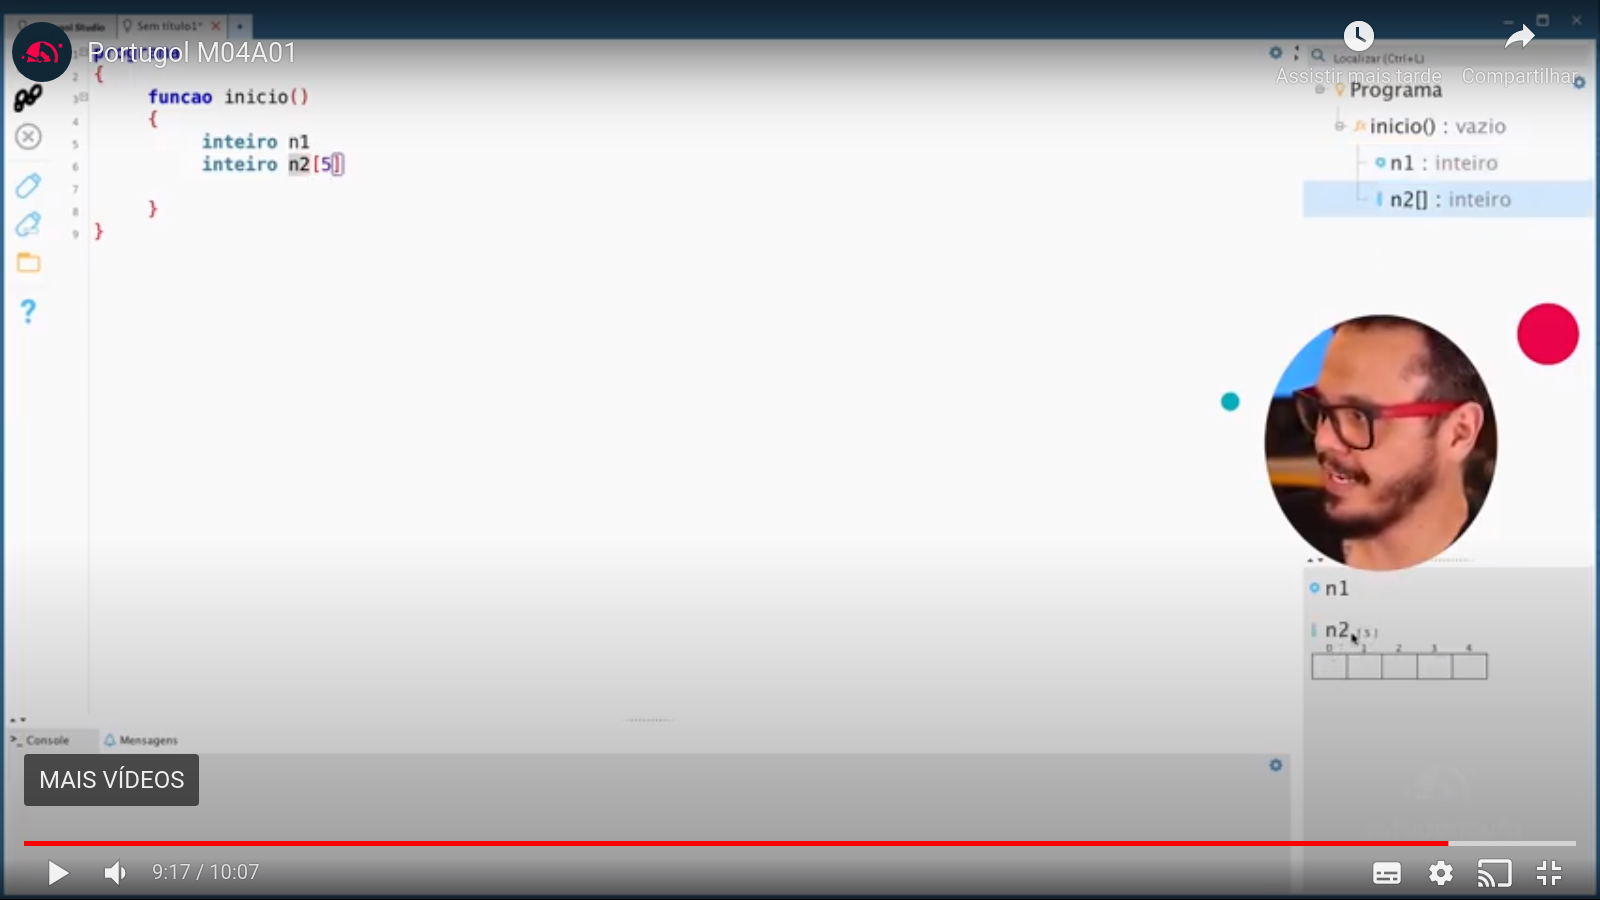 Sem título1*
Portugol M04A01
Localizar (Ctrl+L)
Assistir mais tarde
Compartilhar
1
2 {
3 funcao inicio()
4 {
5 inteiro n1
6 inteiro n2[5]
7
8 }
9 }
Programa
inicio() : vazio
n1 : inteiro
n2[] : inteiro
?
n1
n2 [5]
0 1 2 3 4
>_ Console
Mensagens
MAIS VÍDEOS
9:17 / 10:07